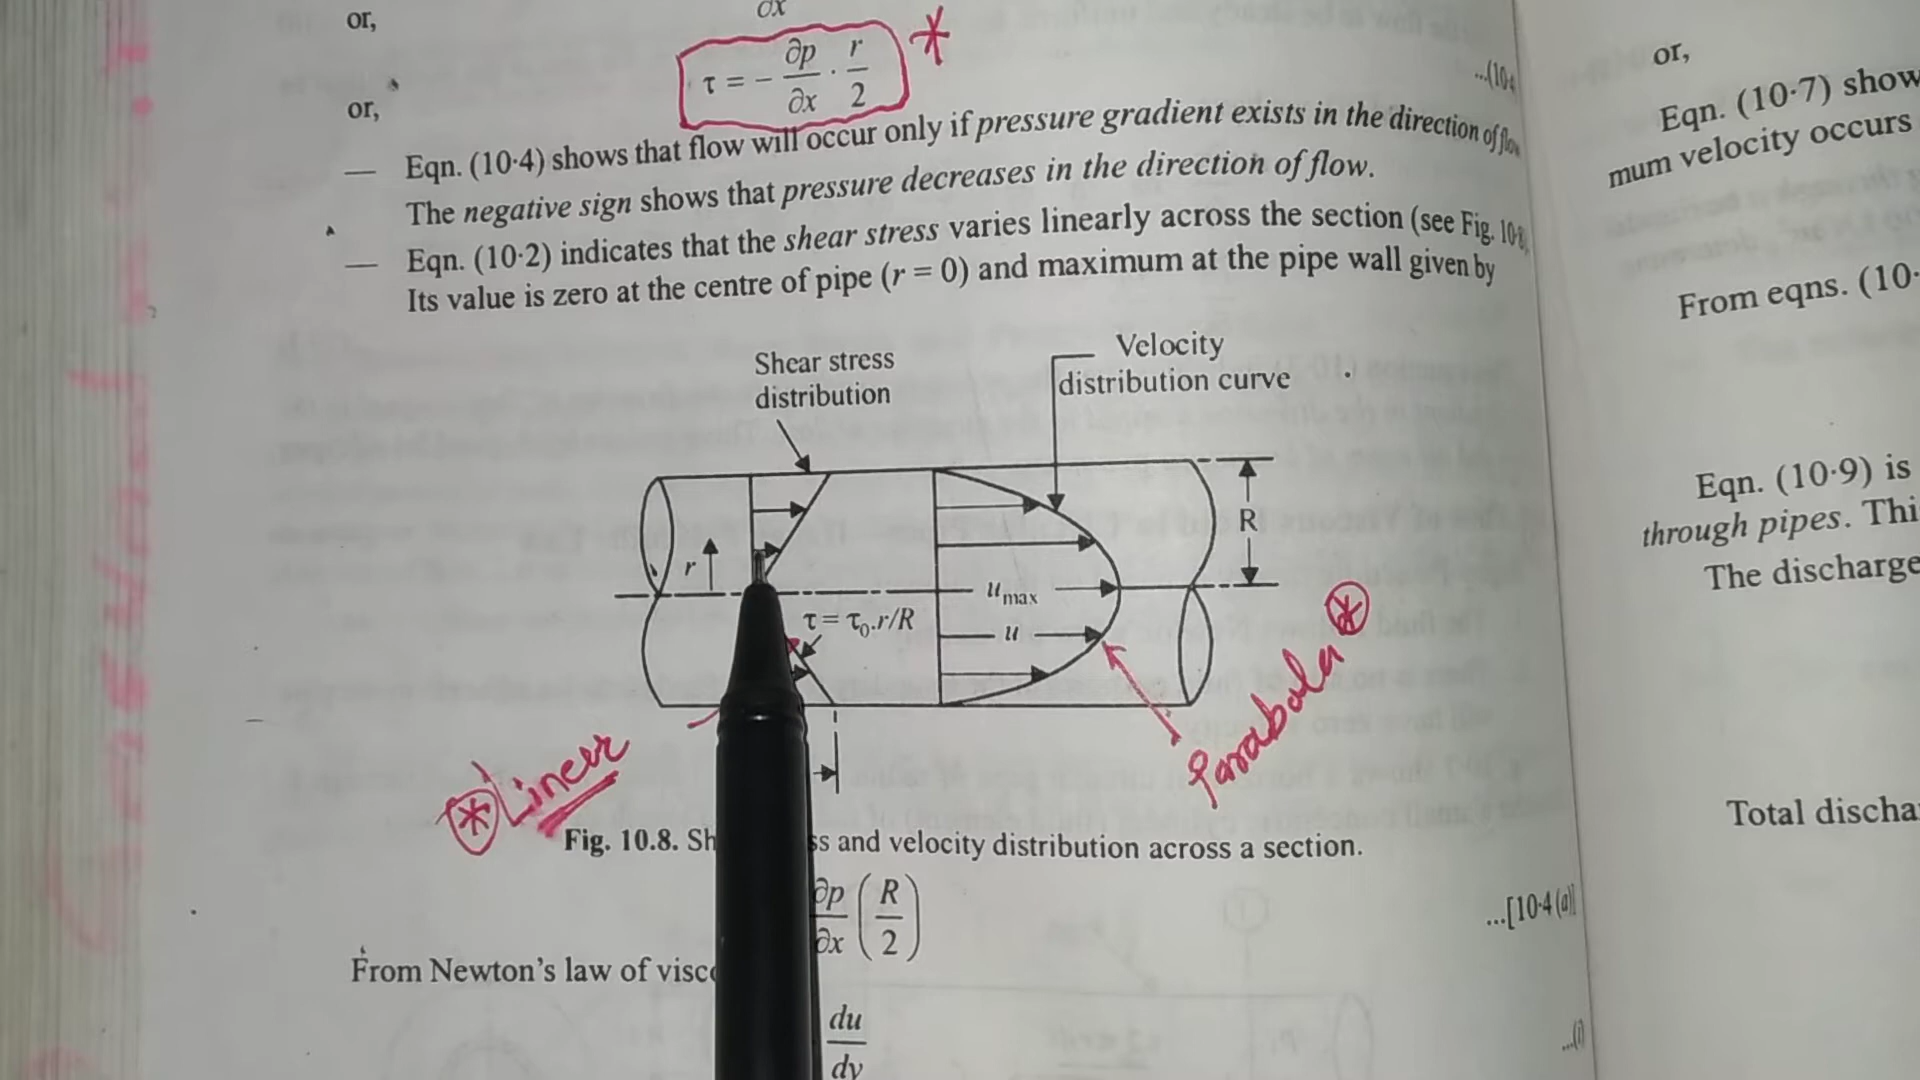 or,
∂x
τ = − ∂p/∂x · r/2 *
...(10·4
or,
— Eqn. (10·4) shows that flow will occur only if pressure gradient exists in the direction of flow
The negative sign shows that pressure decreases in the direction of flow.
— Eqn. (10·2) indicates that the shear stress varies linearly across the section (see Fig. 10·8
Its value is zero at the centre of pipe (r = 0) and maximum at the pipe wall given by
Shear stress
distribution
Velocity
distribution curve
R
r
u max
τ = τ₀.r/R
u
Parabola *
* Linear
Fig. 10.8. Sh ss and velocity distribution across a section.
∂p/∂x (R/2)
...[10·4 (a)]
From Newton's law of visco
du/dy
...(i)
or,
Eqn. (10·7) show
mum velocity occurs
From eqns. (10·
Eqn. (10·9) is
through pipes. Thi
The discharge
Total discha